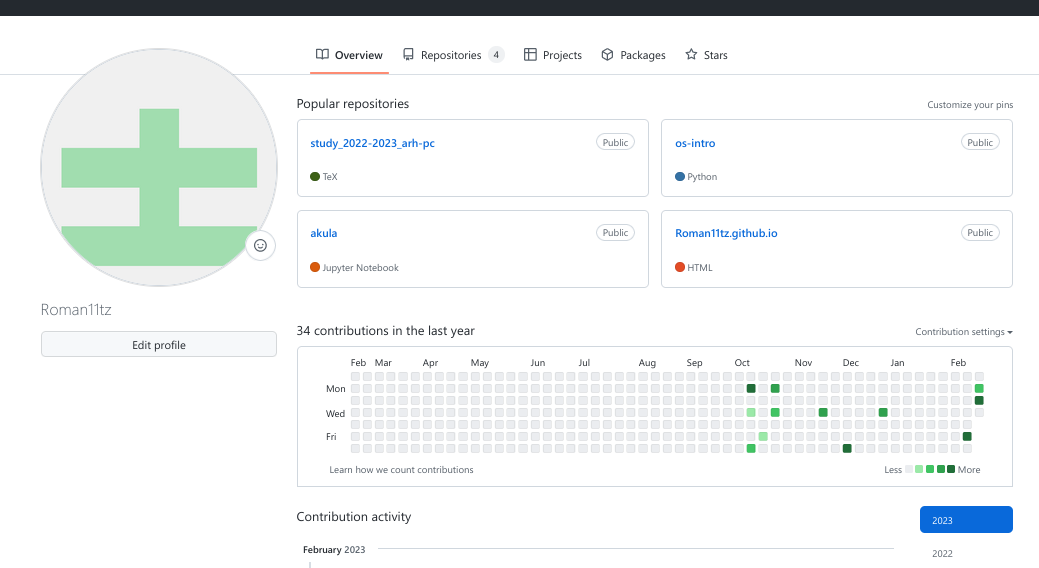 Overview Repositories 4 Projects Packages Stars
Popular repositories Customize your pins
study_2022-2023_arh-pc Public
TeX
os-intro Public
Python
akula Public
Jupyter Notebook
Roman11tz.github.io Public
HTML
Roman11tz
Edit profile
34 contributions in the last year Contribution settings
Feb Mar Apr May Jun Jul Aug Sep Oct Nov Dec Jan Feb
Mon
Wed
Fri
Learn how we count contributions Less More
Contribution activity
2023
2022
February 2023